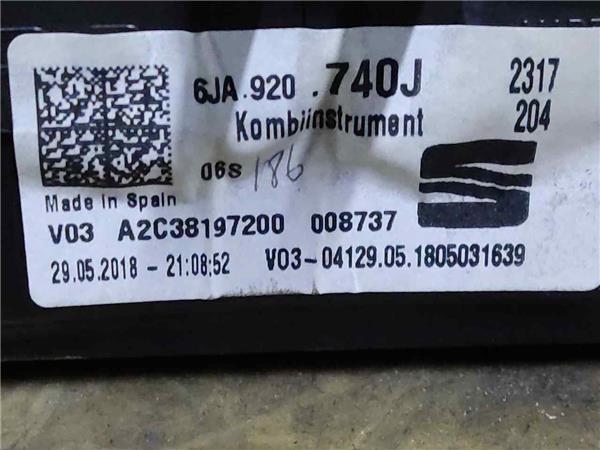 6JA.920 .740J 2317
Kombiinstrument 204
06S 186
Made in Spain
V03 A2C38197200 008737
29.05.2018 - 21:08:52 V03-04129.05.1805031639